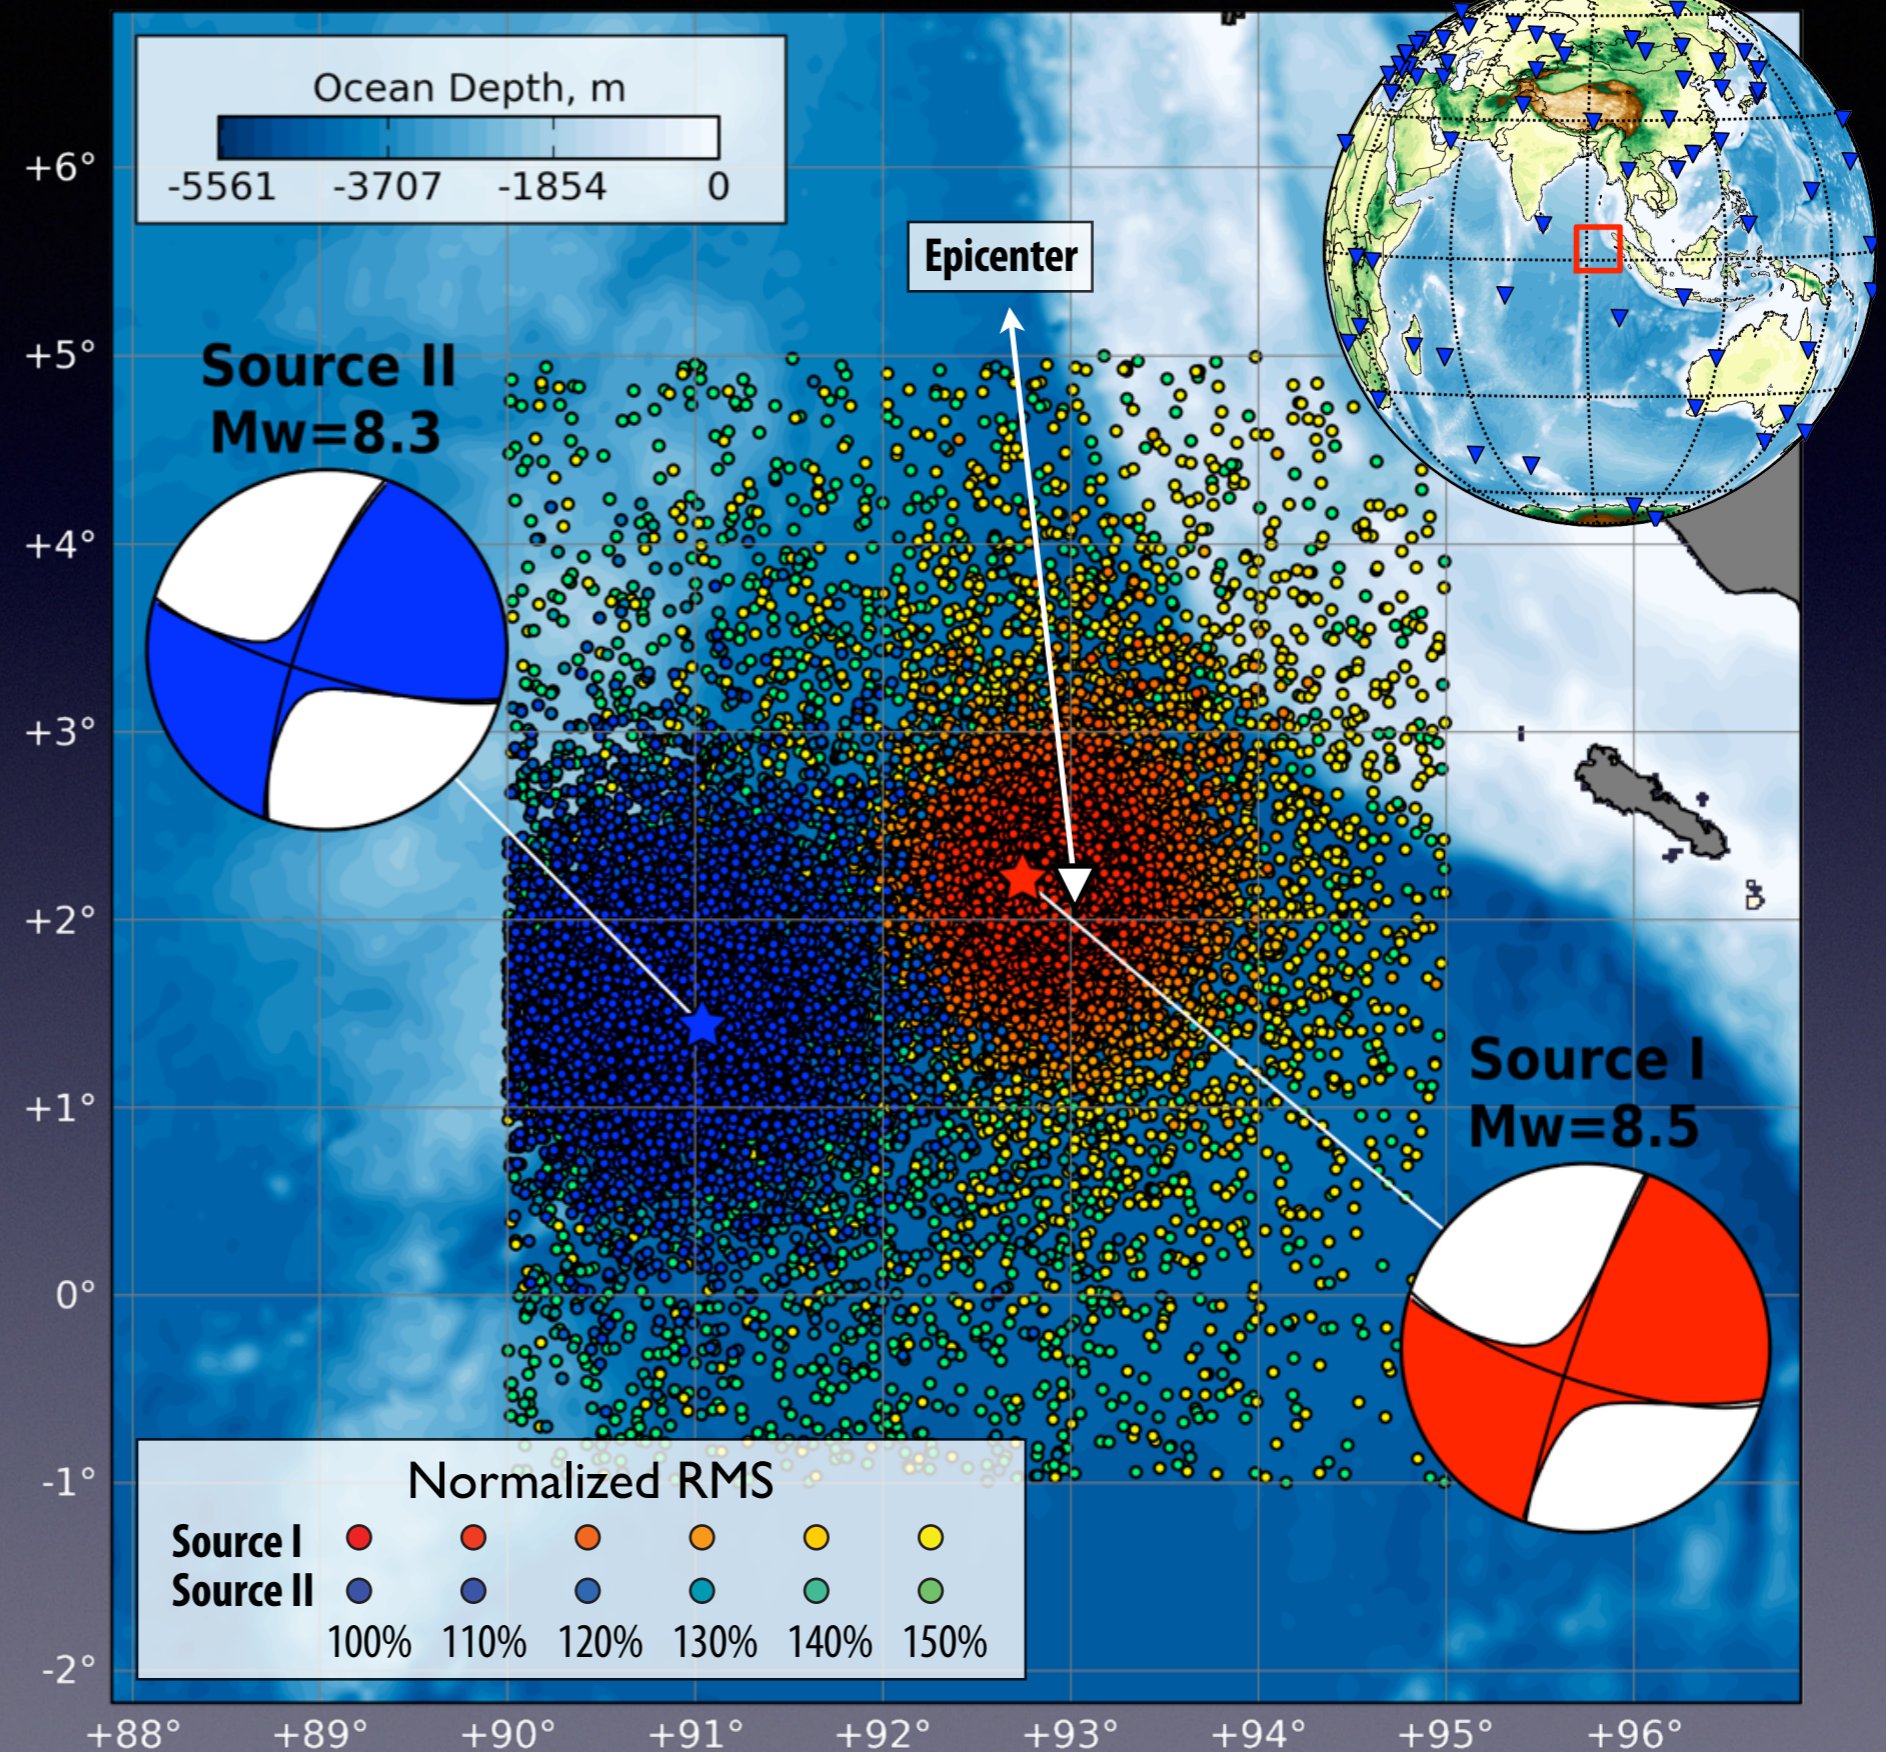 Ocean Depth, m
-5561 -3707 -1854 0
Epicenter
Source II
Mw=8.3
Source I
Mw=8.5
Normalized RMS
Source I
Source II
100% 110% 120% 130% 140% 150%
+6°
+5°
+4°
+3°
+2°
+1°
0°
-1°
-2°
+88° +89° +90° +91° +92° +93° +94° +95° +96°